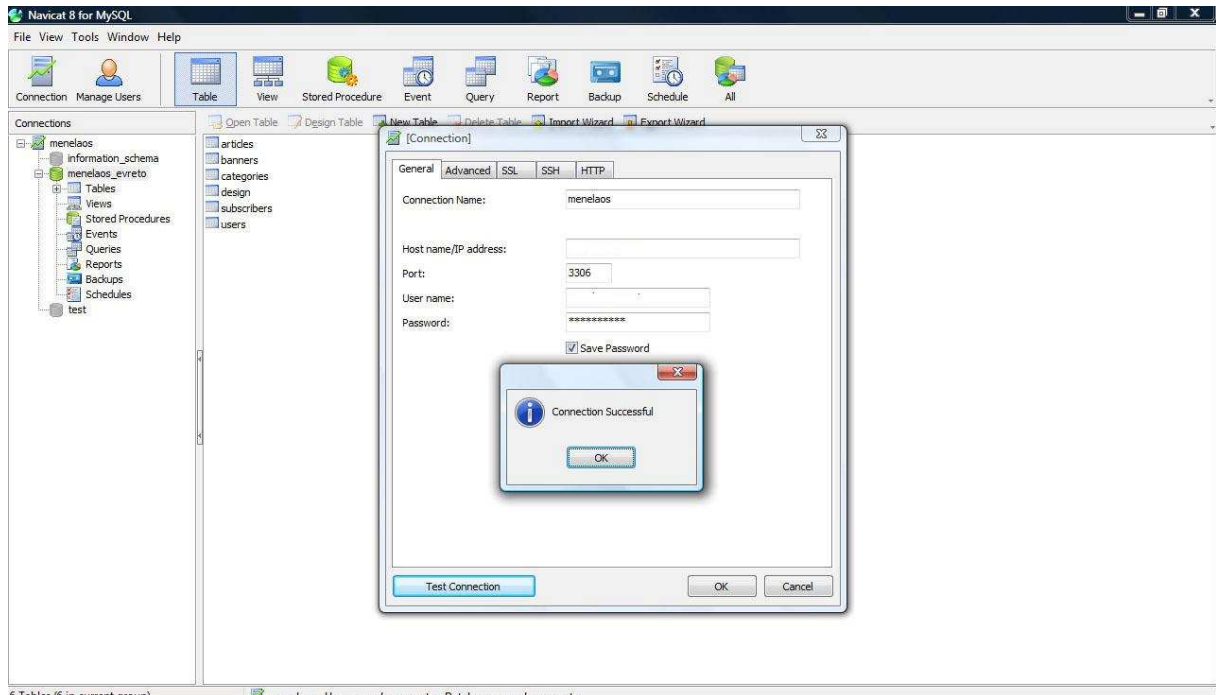 Navicat 8 for MySQL
File View Tools Window Help
Connection Manage Users Table View Stored Procedure Event Query Report Backup Schedule All
Connections
Open Table Design Table New Table Delete Table Import Wizard Export Wizard
menelaos
information_schema
menelaos_evreto
Tables
Views
Stored Procedures
Events
Queries
Reports
Backups
Schedules
test
articles
banners
categories
design
subscribers
users
[Connection]
General Advanced SSL SSH HTTP
Connection Name: menelaos
Host name/IP address:
Port: 3306
User name:
Password: **********
Save Password
Connection Successful
OK
Test Connection OK Cancel
6 Tables (6 in current group)